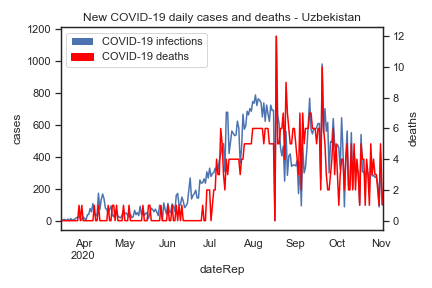 New COVID-19 daily cases and deaths - Uzbekistan
COVID-19 infections
COVID-19 deaths
1200
1000
800
600
400
200
0
cases
12
10
8
6
4
2
0
deaths
Apr May Jun Jul Aug Sep Oct Nov
2020
dateRep